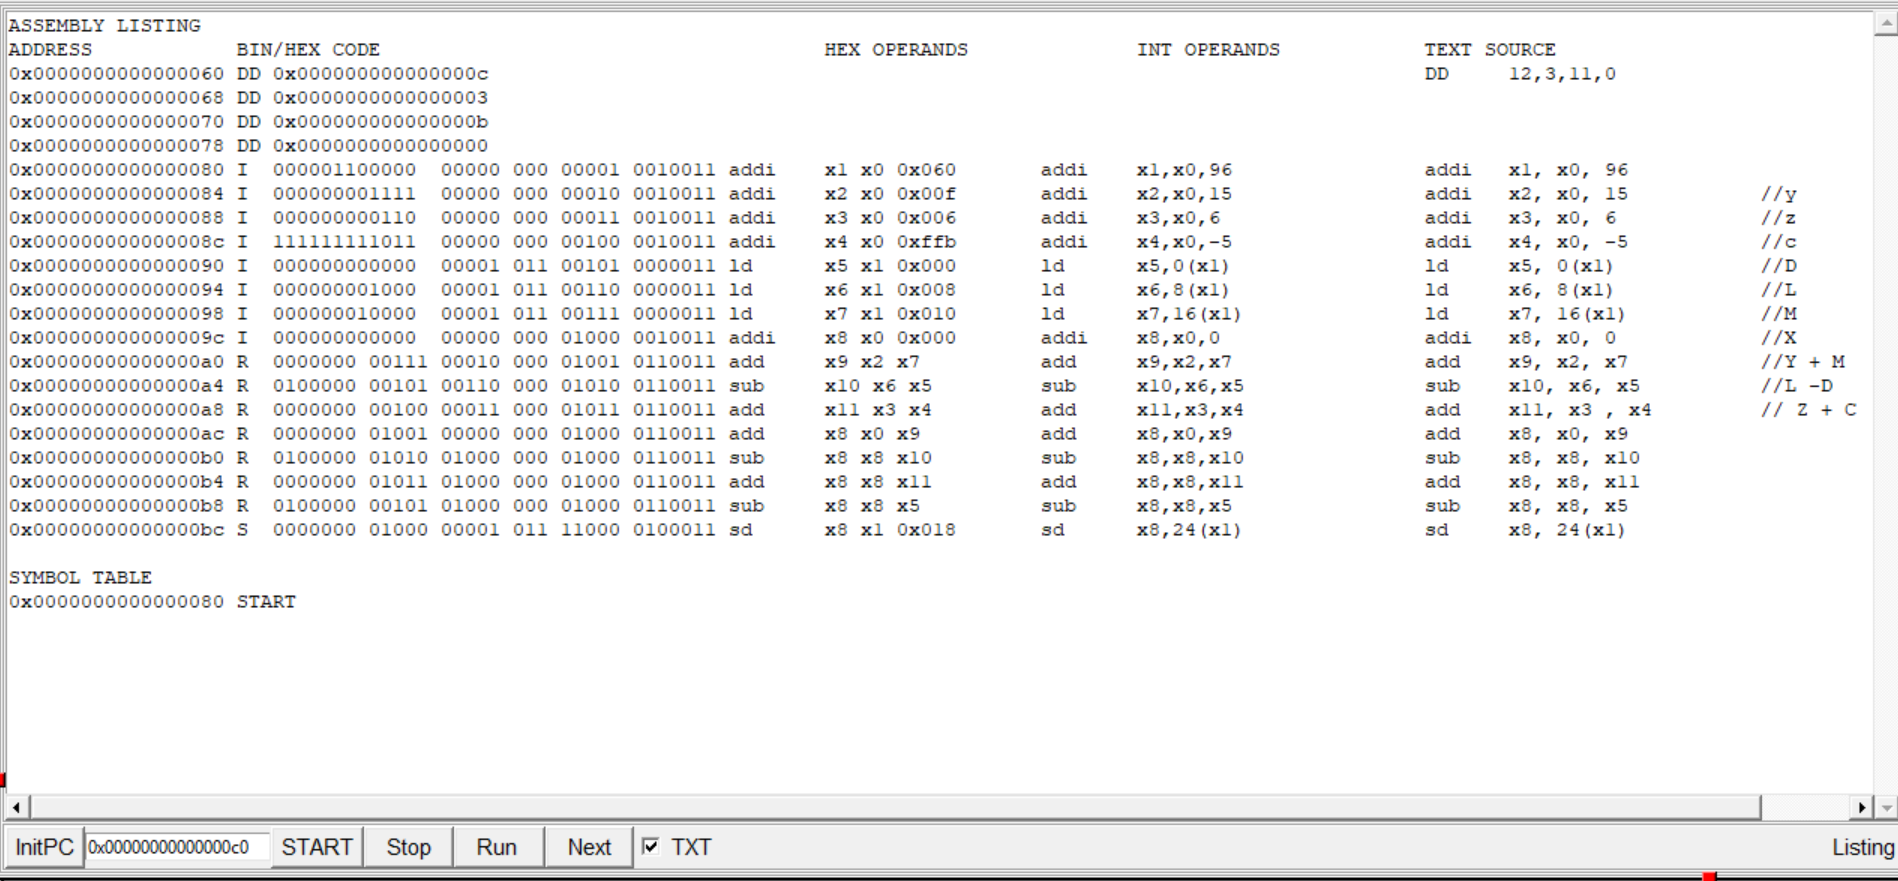 ASSEMBLY LISTING
ADDRESS BIN/HEX CODE HEX OPERANDS INT OPERANDS TEXT SOURCE
0x0000000000000060 DD 0x000000000000000c DD 12,3,11,0
0x0000000000000068 DD 0x0000000000000003
0x0000000000000070 DD 0x000000000000000b
0x0000000000000078 DD 0x0000000000000000
0x0000000000000080 I 000001100000 00000 000 00001 0010011 addi x1 x0 0x060 addi x1,x0,96 addi x1, x0, 96
0x0000000000000084 I 000000001111 00000 000 00010 0010011 addi x2 x0 0x00f addi x2,x0,15 addi x2, x0, 15 //y
0x0000000000000088 I 000000000110 00000 000 00011 0010011 addi x3 x0 0x006 addi x3,x0,6 addi x3, x0, 6 //z
0x000000000000008c I 111111111011 00000 000 00100 0010011 addi x4 x0 0xffb addi x4,x0,-5 addi x4, x0, -5 //c
0x0000000000000090 I 000000000000 00001 011 00101 0000011 ld x5 x1 0x000 ld x5,0(x1) ld x5, 0(x1) //D
0x0000000000000094 I 000000001000 00001 011 00110 0000011 ld x6 x1 0x008 ld x6,8(x1) ld x6, 8(x1) //L
0x0000000000000098 I 000000010000 00001 011 00111 0000011 ld x7 x1 0x010 ld x7,16(x1) ld x7, 16(x1) //M
0x000000000000009c I 000000000000 00000 000 01000 0010011 addi x8 x0 0x000 addi x8,x0,0 addi x8, x0, 0 //X
0x00000000000000a0 R 0000000 00111 00010 000 01001 0110011 add x9 x2 x7 add x9,x2,x7 add x9, x2, x7 //Y + M
0x00000000000000a4 R 0100000 00101 00110 000 01010 0110011 sub x10 x6 x5 sub x10,x6,x5 sub x10, x6, x5 //L -D
0x00000000000000a8 R 0000000 00100 00011 000 01011 0110011 add x11 x3 x4 add x11,x3,x4 add x11, x3 , x4 // Z + C
0x00000000000000ac R 0000000 01001 00000 000 01000 0110011 add x8 x0 x9 add x8,x0,x9 add x8, x0, x9
0x00000000000000b0 R 0100000 01010 01000 000 01000 0110011 sub x8 x8 x10 sub x8,x8,x10 sub x8, x8, x10
0x00000000000000b4 R 0000000 01011 01000 000 01000 0110011 add x8 x8 x11 add x8,x8,x11 add x8, x8, x11
0x00000000000000b8 R 0100000 00101 01000 000 01000 0110011 sub x8 x8 x5 sub x8,x8,x5 sub x8, x8, x5
0x00000000000000bc S 0000000 01000 00001 011 11000 0100011 sd x8 x1 0x018 sd x8,24(x1) sd x8, 24(x1)
SYMBOL TABLE
0x0000000000000080 START
InitPC 0x00000000000000c0 START Stop Run Next TXT Listing